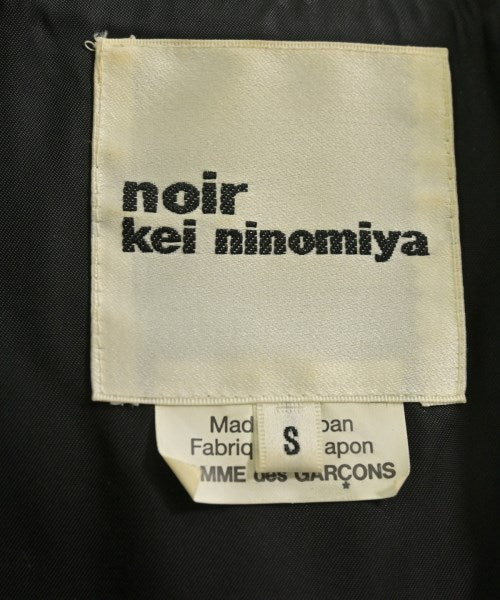 noir
kei ninomiya
Mad pan
S
Fabriq apon
MME des GARÇONS